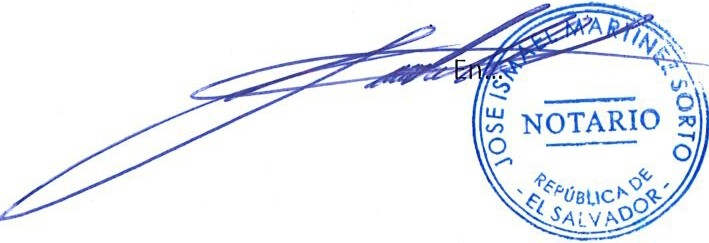 En...
JOSE ISMAEL MARTINEZ SORTO
NOTARIO
REPÚBLICA DE
- EL SALVADOR -